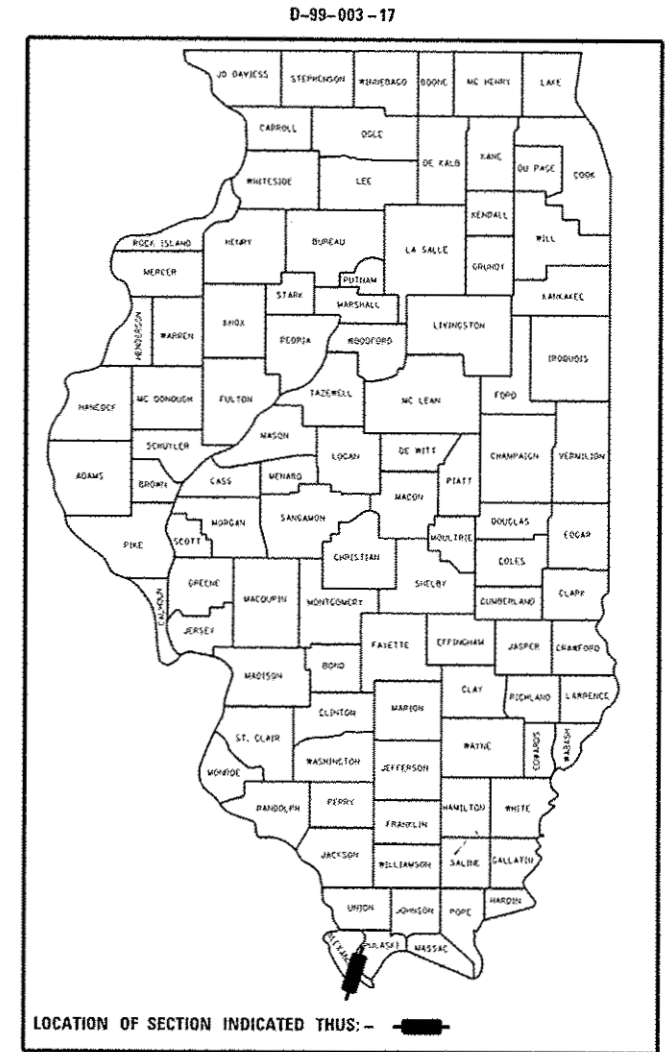 D-99-003-17
JO DAVIESS STEPHENSON WINNEBAGO BOONE MC HENRY LAKE
CARROLL OGLE DE KALB KANE DU PAGE COOK
WHITESIDE LEE KENDALL WILL
ROCK ISLAND HENRY BUREAU LA SALLE GRUNDY
MERCER PUTNAM KANKAKEE
STARK MARSHALL
HENDERSON WARREN KNOX PEORIA WOODFORD LIVINGSTON IROQUOIS
HANCOCK MC DONOUGH FULTON TAZEWELL MC LEAN FORD
SCHUYLER MASON LOGAN DE WITT CHAMPAIGN VERMILION
ADAMS BROWN CASS MENARD MACON PIATT
PIKE SCOTT MORGAN SANGAMON CHRISTIAN MOULTRIE DOUGLAS EDGAR
COLES
CALHOUN GREENE MACOUPIN MONTGOMERY SHELBY CUMBERLAND CLARK
JERSEY FAYETTE EFFINGHAM JASPER CRAWFORD
MADISON BOND CLAY RICHLAND LAWRENCE
CLINTON MARION
ST. CLAIR WASHINGTON WAYNE EDWARDS WABASH
MONROE JEFFERSON
RANDOLPH PERRY HAMILTON WHITE
FRANKLIN
JACKSON WILLIAMSON SALINE GALLATIN
UNION JOHNSON POPE HARDIN
PULASKI MASSAC
LOCATION OF SECTION INDICATED THUS: -